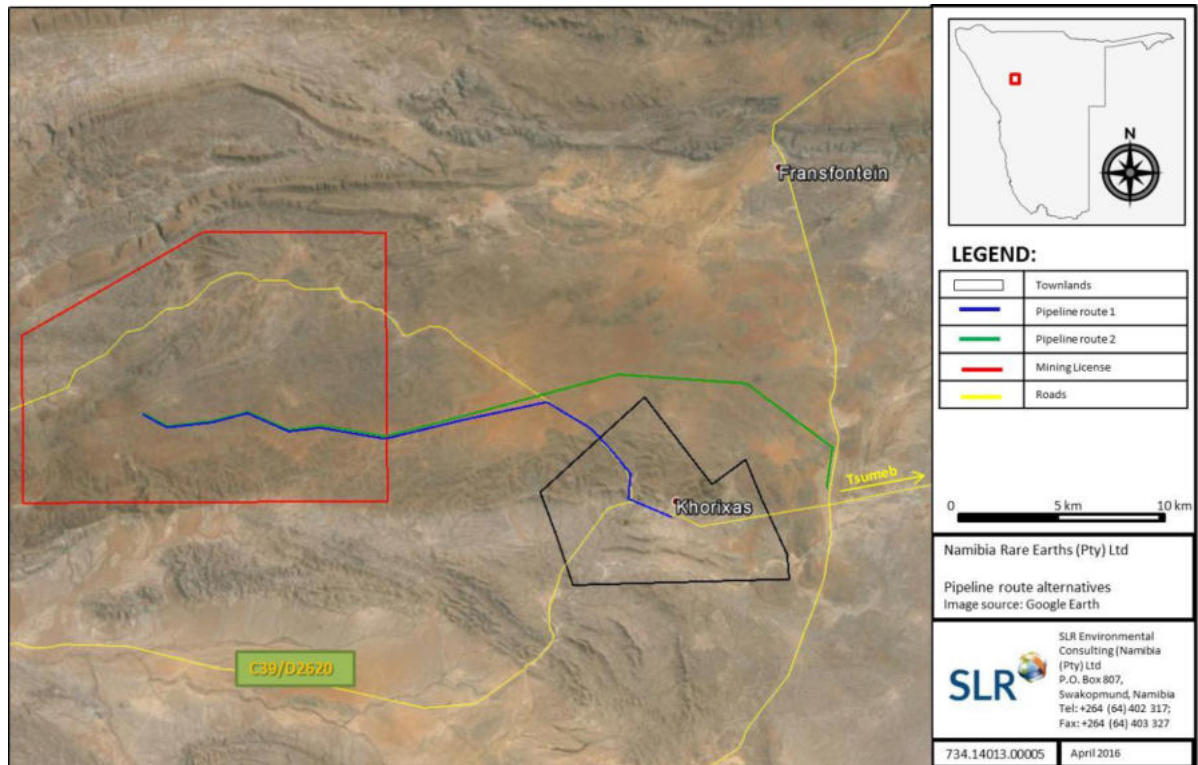 Fransfontein
Tsumeb
Khorixas
C39/D2620
N
LEGEND:
Townlands
Pipeline route 1
Pipeline route 2
Mining License
Roads
0 5 km 10 km
Namibia Rare Earths (Pty) Ltd
Pipeline route alternatives
Image source: Google Earth
SLR
SLR Environmental
Consulting (Namibia
(Pty) Ltd
P.O. Box 807,
Swakopmund, Namibia
Tel: +264 (64) 402 317;
Fax: +264 (64) 403 327
734.14013.00005 April 2016